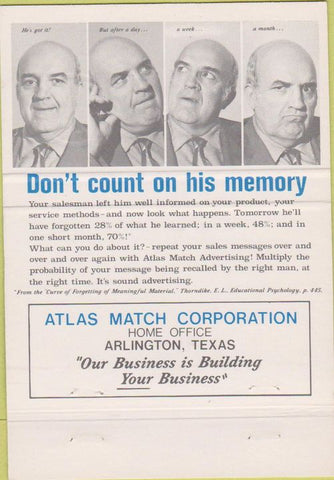 He's got it!
But after a day...
a week...
a month...
Don't count on his memory
Your salesman left him well informed on your product, your
service methods–and now look what happens. Tomorrow he'll
have forgotten 28% of what he learned; in a week, 48%; and in
one short month, 70%!*
What can you do about it?–repeat your sales messages over and
over and over again with Atlas Match Advertising! Multiply the
probability of your message being recalled by the right man, at
the right time. It's sound advertising.
*From the 'Curve of Forgetting of Meaningful Material,' Thorndike, E. L., Educational Psychology, p. 445.
ATLAS MATCH CORPORATION
HOME OFFICE
ARLINGTON, TEXAS
"Our Business is Building
Your Business"